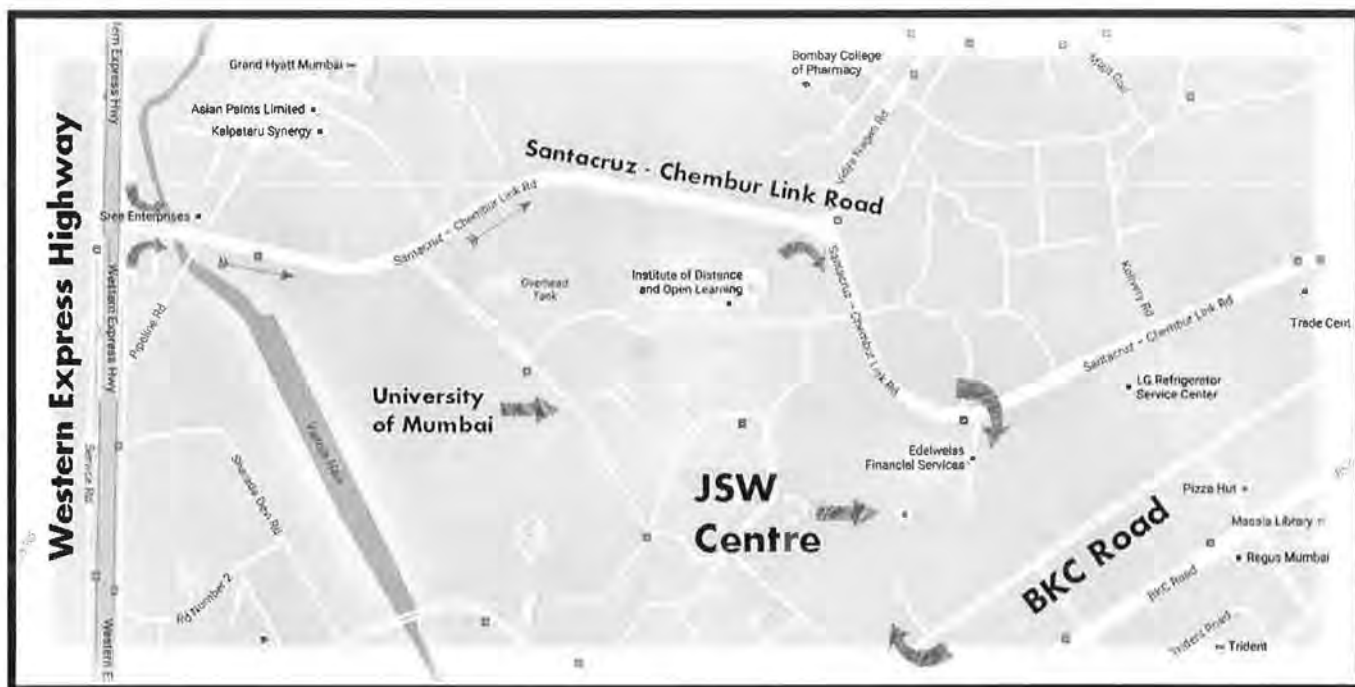 Western Express Highway
tern Express Hwy
Western Express Hwy
Service Rd
Western E
Grand Hyatt Mumbai
Asian Paints Limited
Kalpataru Synergy
Sree Enterprises
Pipeline Rd
Sharada Devi Rd
Rd Number 2
Santacruz - Chembur Link Rd
Santacruz - Chembur Link Road
Bombay College
of Pharmacy
Vidya Nagari Rd
Overhead
Tank
Institute of Distance
and Open Learning
Santacruz - Chembur Link Rd
Kolivery Rd
Santacruz - Chembur Link Rd
Trade Cent
LG Refrigerator
Service Center
University
of Mumbai
Edelweiss
Financial Services
JSW
Centre
BKC Road
Pizza Hut
Masala Library
Regus Mumbai
BKC Road
Trident Road
Trident